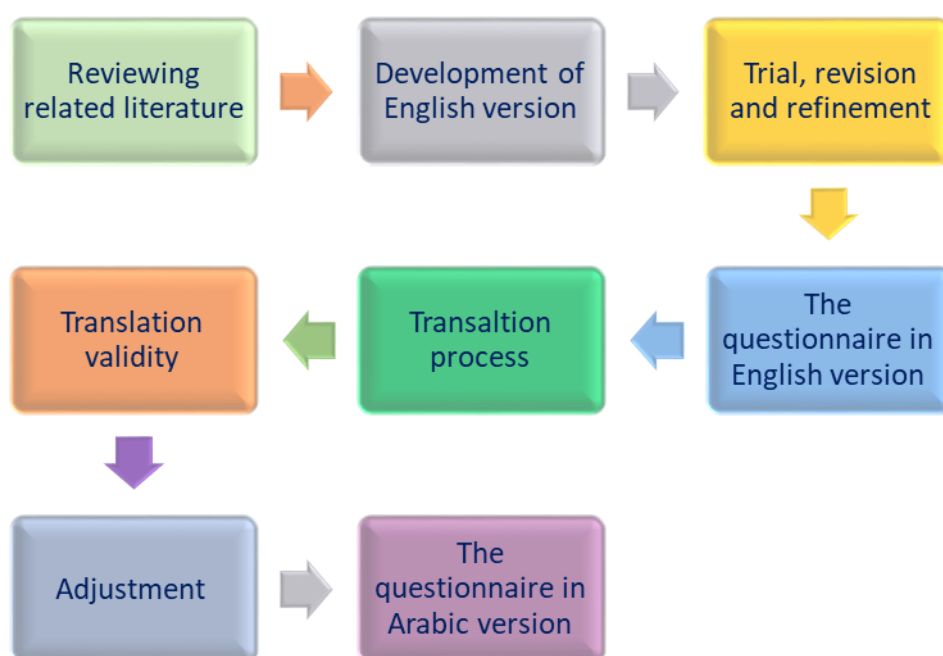 Reviewing
related literature
Development of
English version
Trial, revision
and refinement
The
questionnaire in
English version
Transaltion
process
Translation
validity
Adjustment
The
questionnaire in
Arabic version